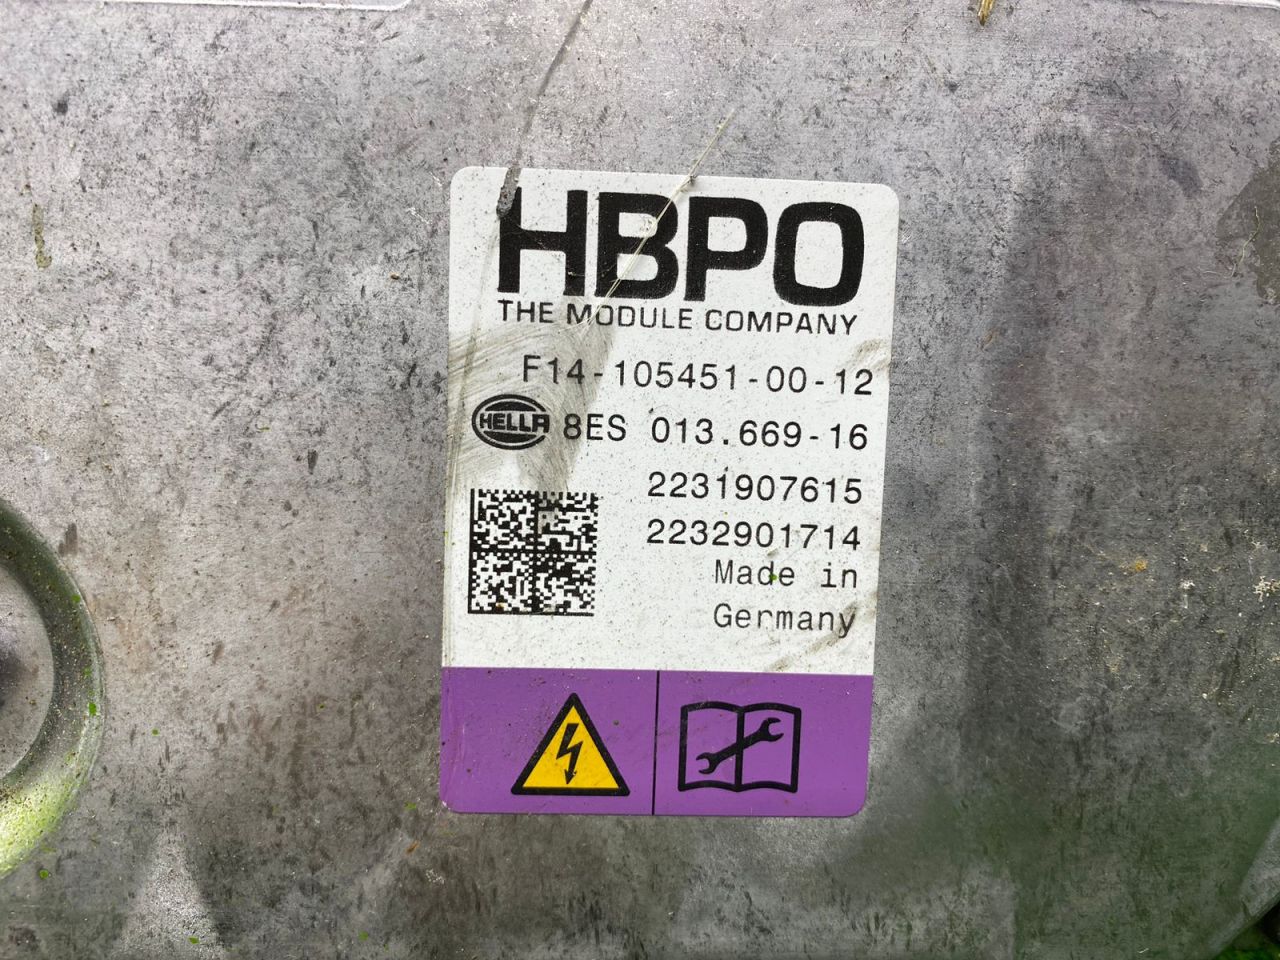 HBPO
THE MODULE COMPANY
F14-105451-00-12
HELLA 8ES 013.669-16
2231907615
2232901714
Made in
Germany